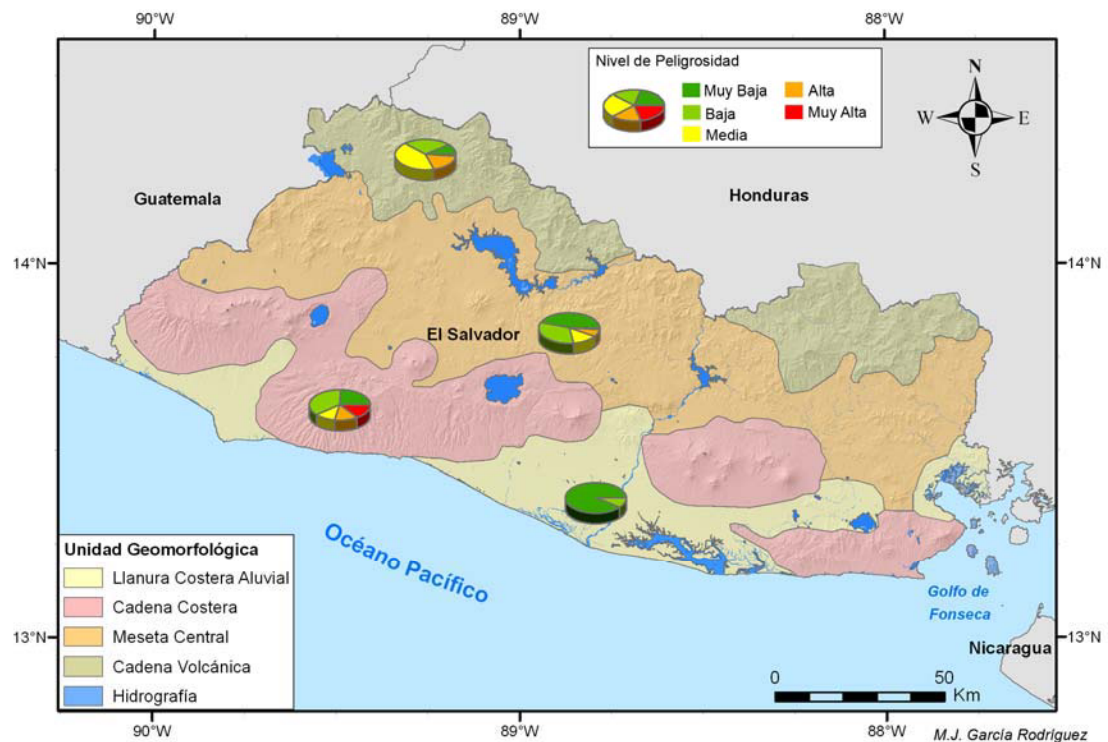 90°W
89°W
88°W
Nivel de Peligrosidad
Muy Baja
Alta
Baja
Muy Alta
Media
N
W
E
S
Guatemala
Honduras
14°N
14°N
El Salvador
Océano Pacífico
Unidad Geomorfológica
Llanura Costera Aluvial
Cadena Costera
Meseta Central
Cadena Volcánica
Hidrografía
Golfo de
Fonseca
13°N
13°N
Nicaragua
0
50
Km
90°W
89°W
88°W
M.J. García Rodríguez